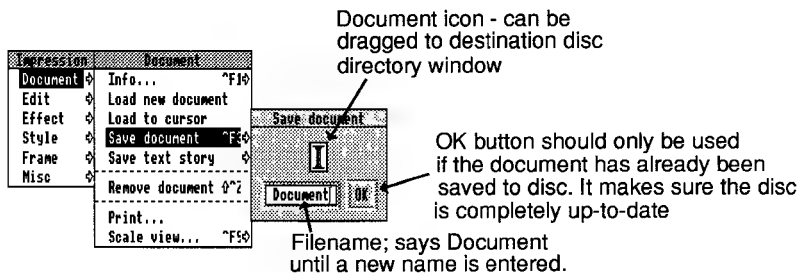 Document icon - can be
dragged to destination disc
directory window
Impression
Document
Edit
Effect
Style
Frame
Misc
Document
Info... ^F1
Load new document
Load to cursor
Save document ^F3
Save text story
Remove document ⇧^Z
Print...
Scale view... ^F5
Save document
I
Document OK
OK button should only be used
if the document has already been
saved to disc. It makes sure the disc
is completely up-to-date
Filename; says Document
until a new name is entered.